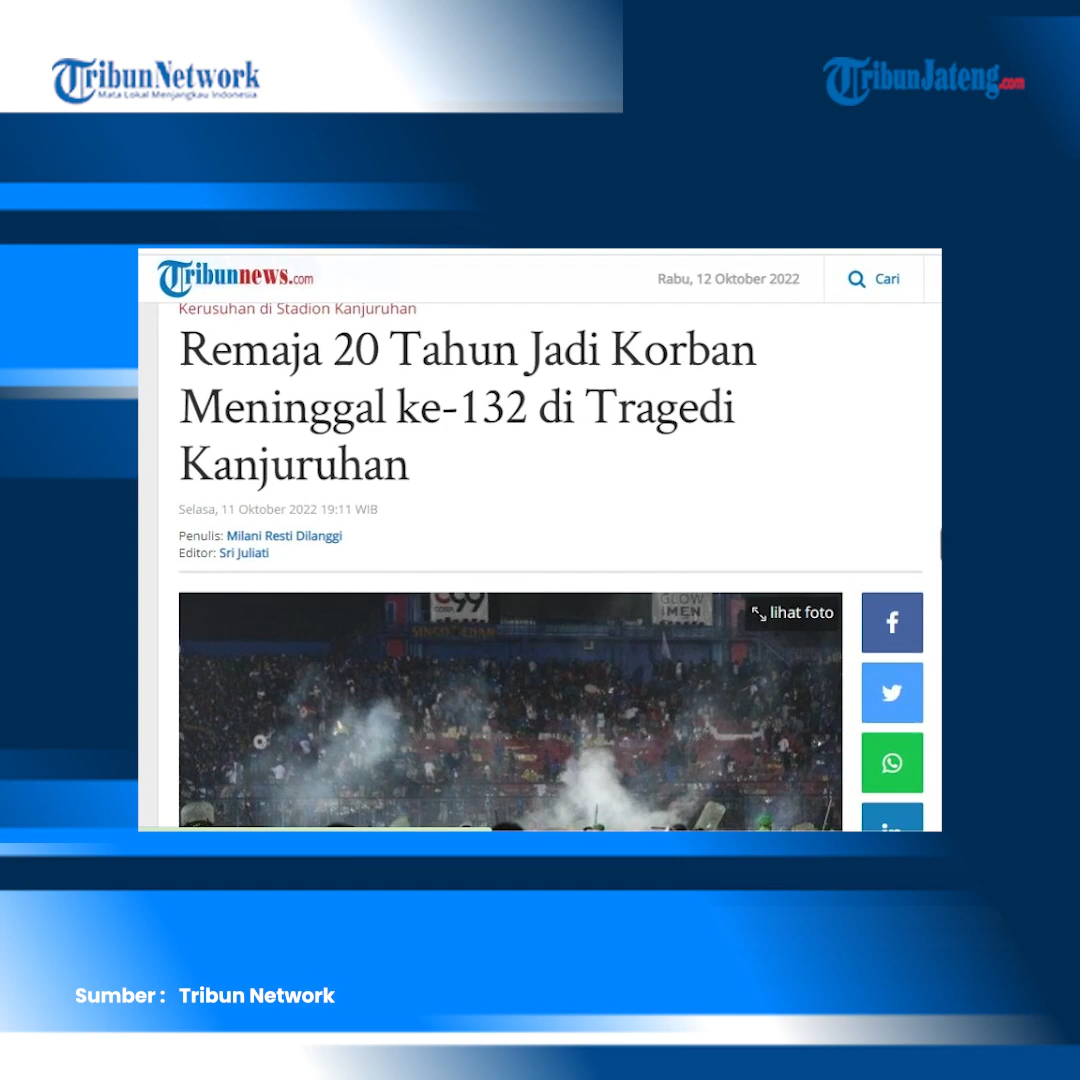 TribunNetwork
Mata Lokal Menjangkau Indonesia
TribunJateng.com
Tribunnews.com
Rabu, 12 Oktober 2022
Cari
Kerusuhan di Stadion Kanjuruhan
Remaja 20 Tahun Jadi Korban
Meninggal ke-132 di Tragedi
Kanjuruhan
Selasa, 11 Oktober 2022 19:11 WIB
Penulis: Milani Resti Dilanggi
Editor: Sri Juliati
lihat foto
GLOW
Sumber : Tribun Network